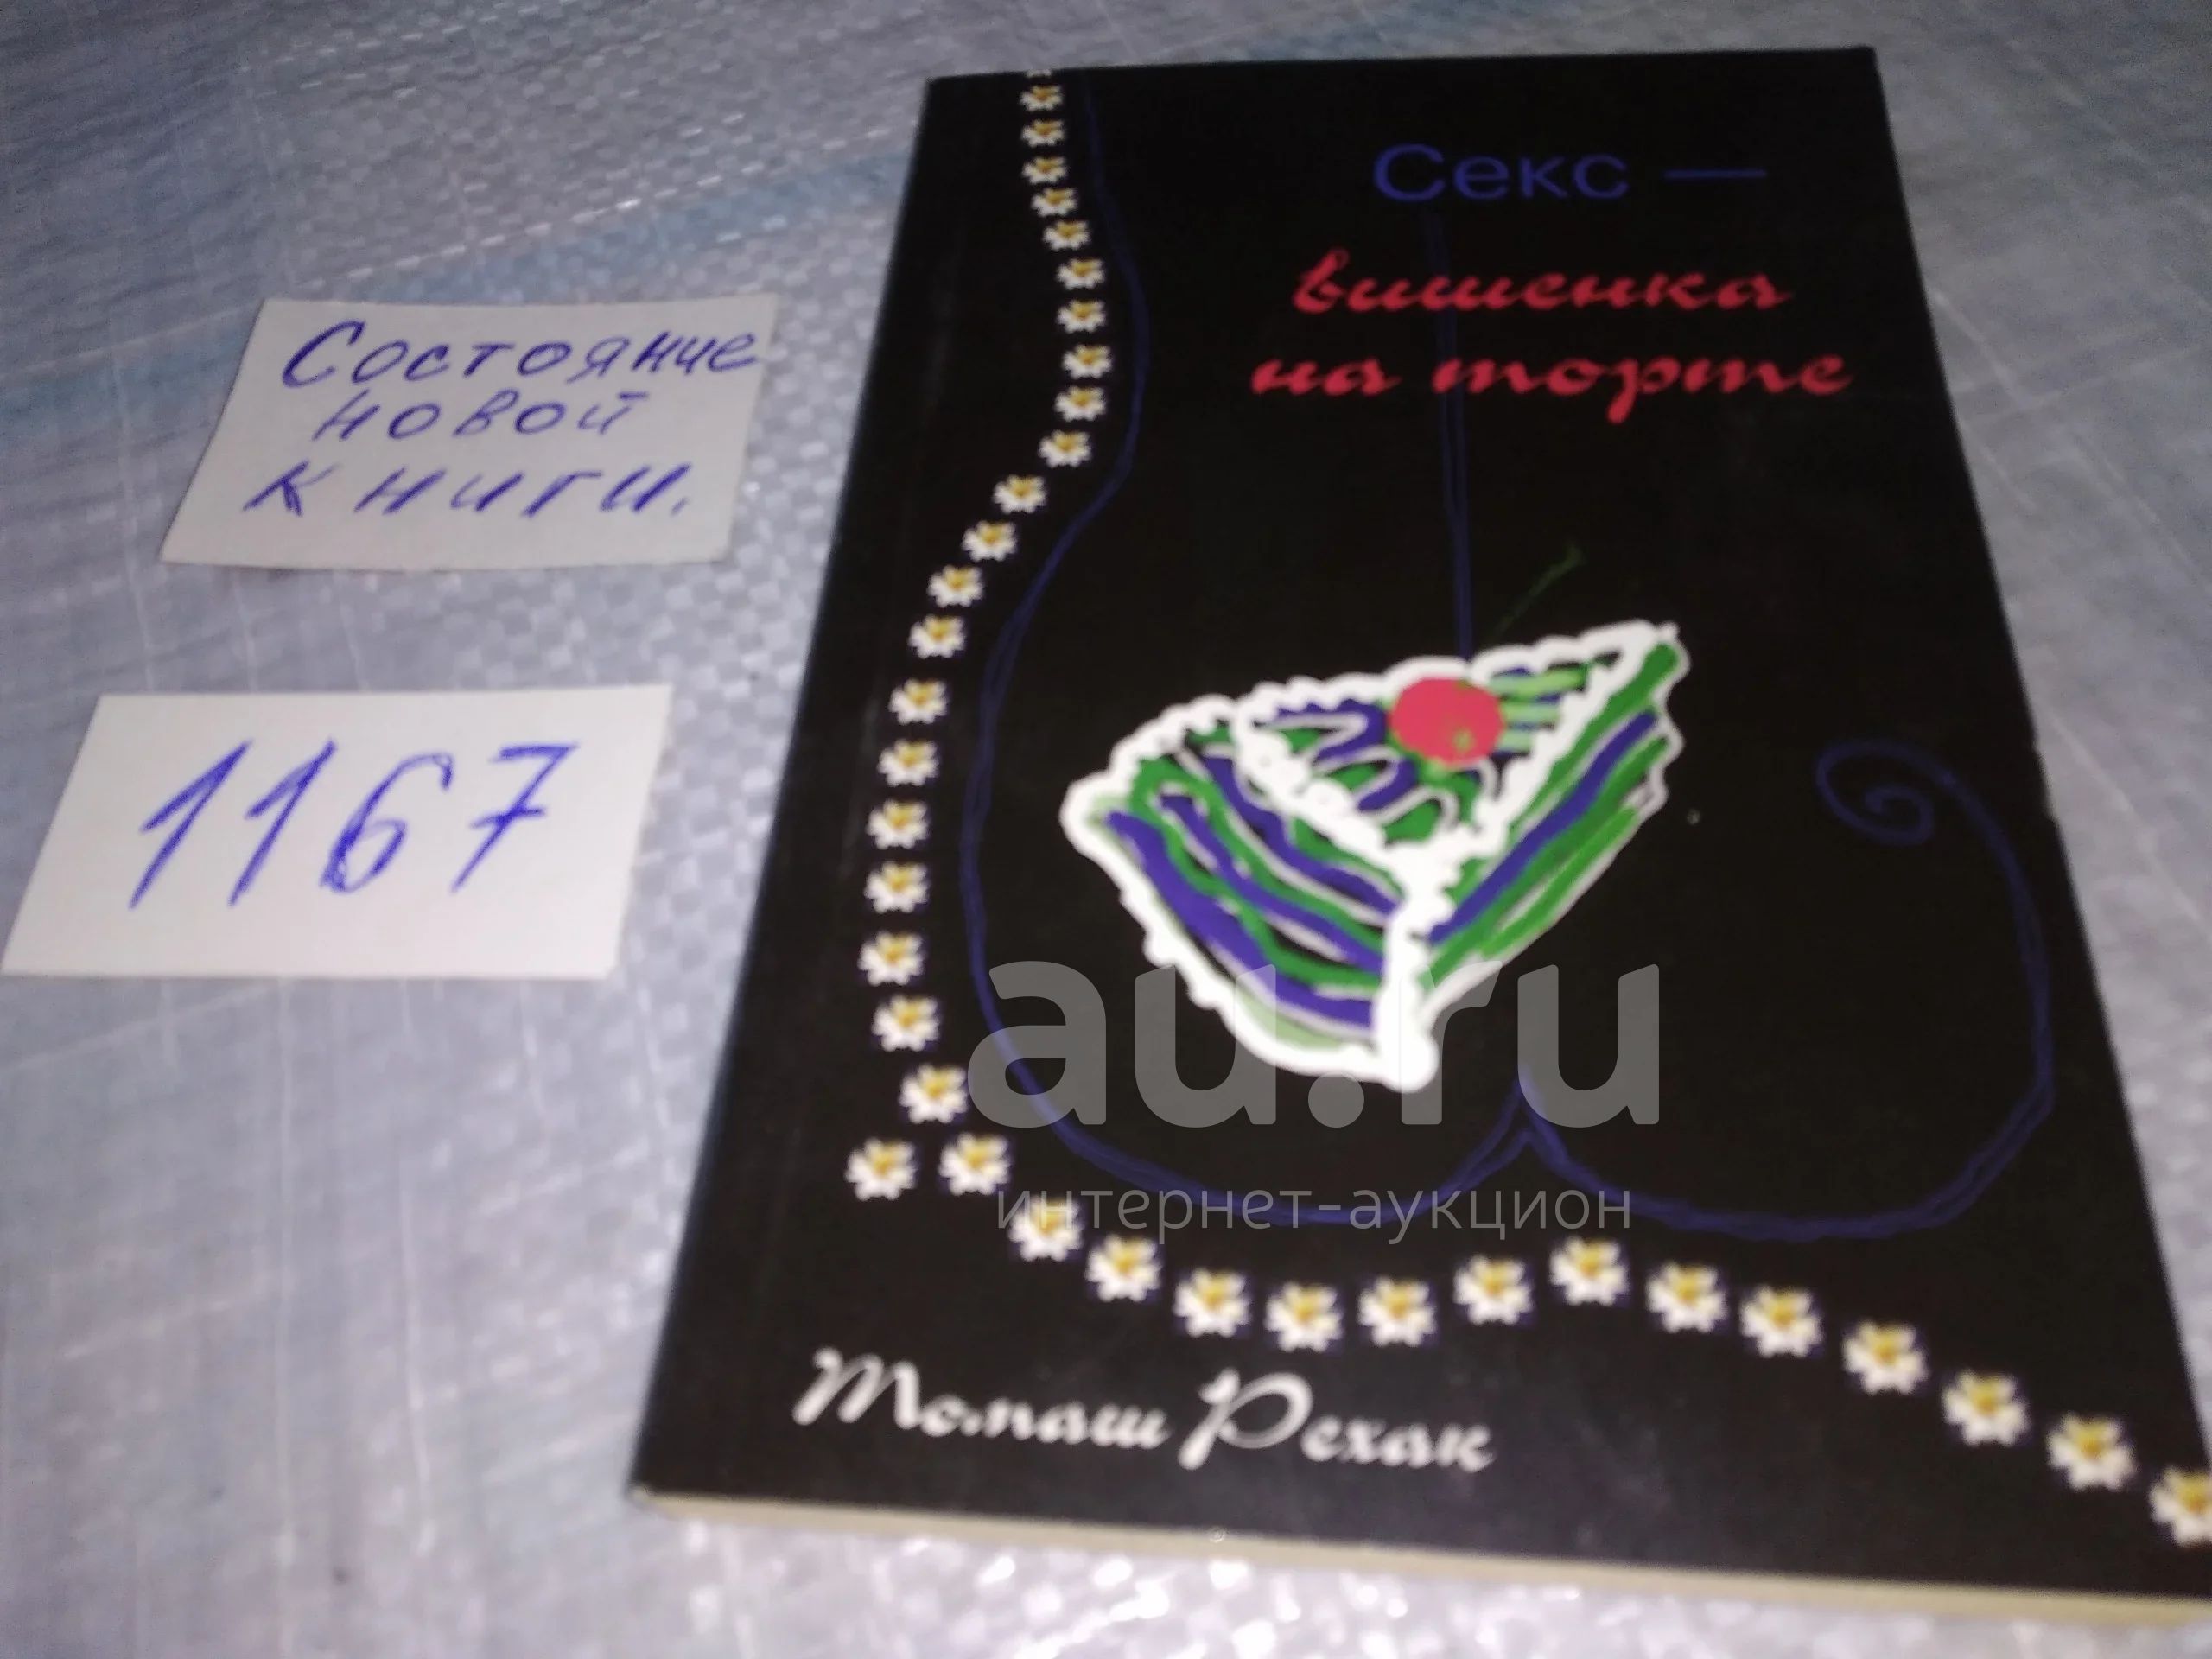 Состояние
новой
книги.
1167
Секс —
вишенка
на торте
au.ru
интернет-аукцион
Томаш Рехак